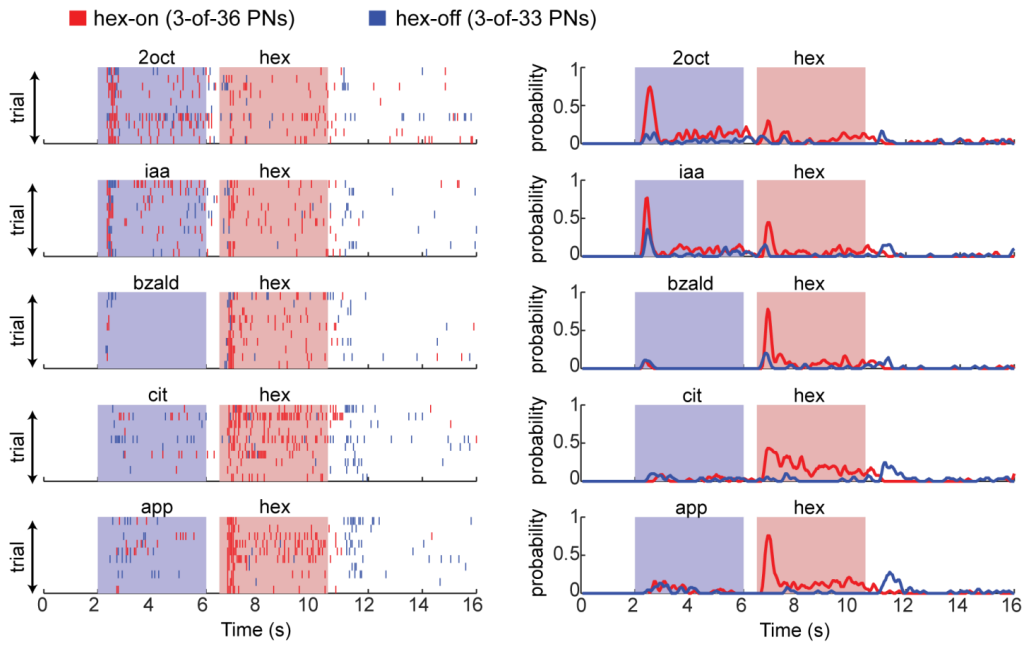 hex-on (3-of-36 PNs) hex-off (3-of-33 PNs)
2oct hex
trial
iaa hex
trial
bzald hex
trial
cit hex
trial
app hex
trial
0 2 4 6 8 10 12 14 16
Time (s)
2oct hex
probability
1
0.5
0
iaa hex
probability
1
0.5
0
bzald hex
probability
1
0.5
0
cit hex
probability
1
0.5
0
app hex
probability
1
0.5
0
0 2 4 6 8 10 12 14 16
Time (s)